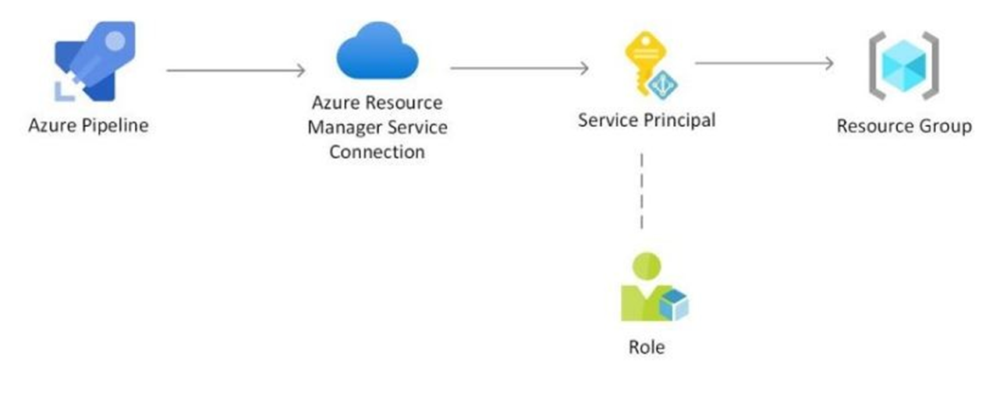 Azure Pipeline
Azure Resource
Manager Service
Connection
Service Principal
Resource Group
Role